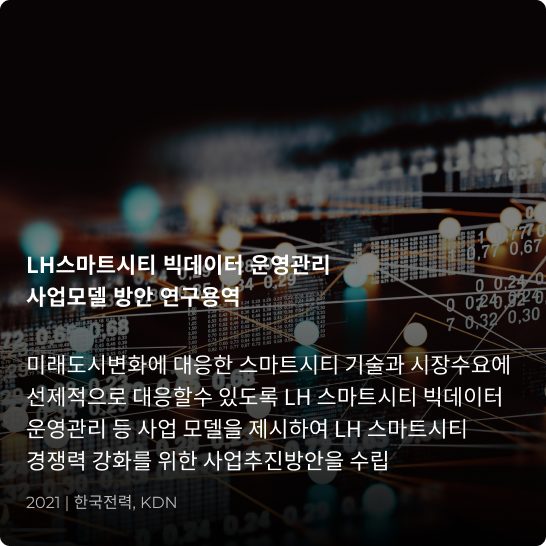 LH스마트시티 빅데이터 운영관리
사업모델 방안 연구용역
미래도시변화에 대응한 스마트시티 기술과 시장수요에
선제적으로 대응할수 있도록 LH 스마트시티 빅데이터
운영관리 등 사업 모델을 제시하여 LH 스마트시티
경쟁력 강화를 위한 사업추진방안을 수립
2021 | 한국전력, KDN